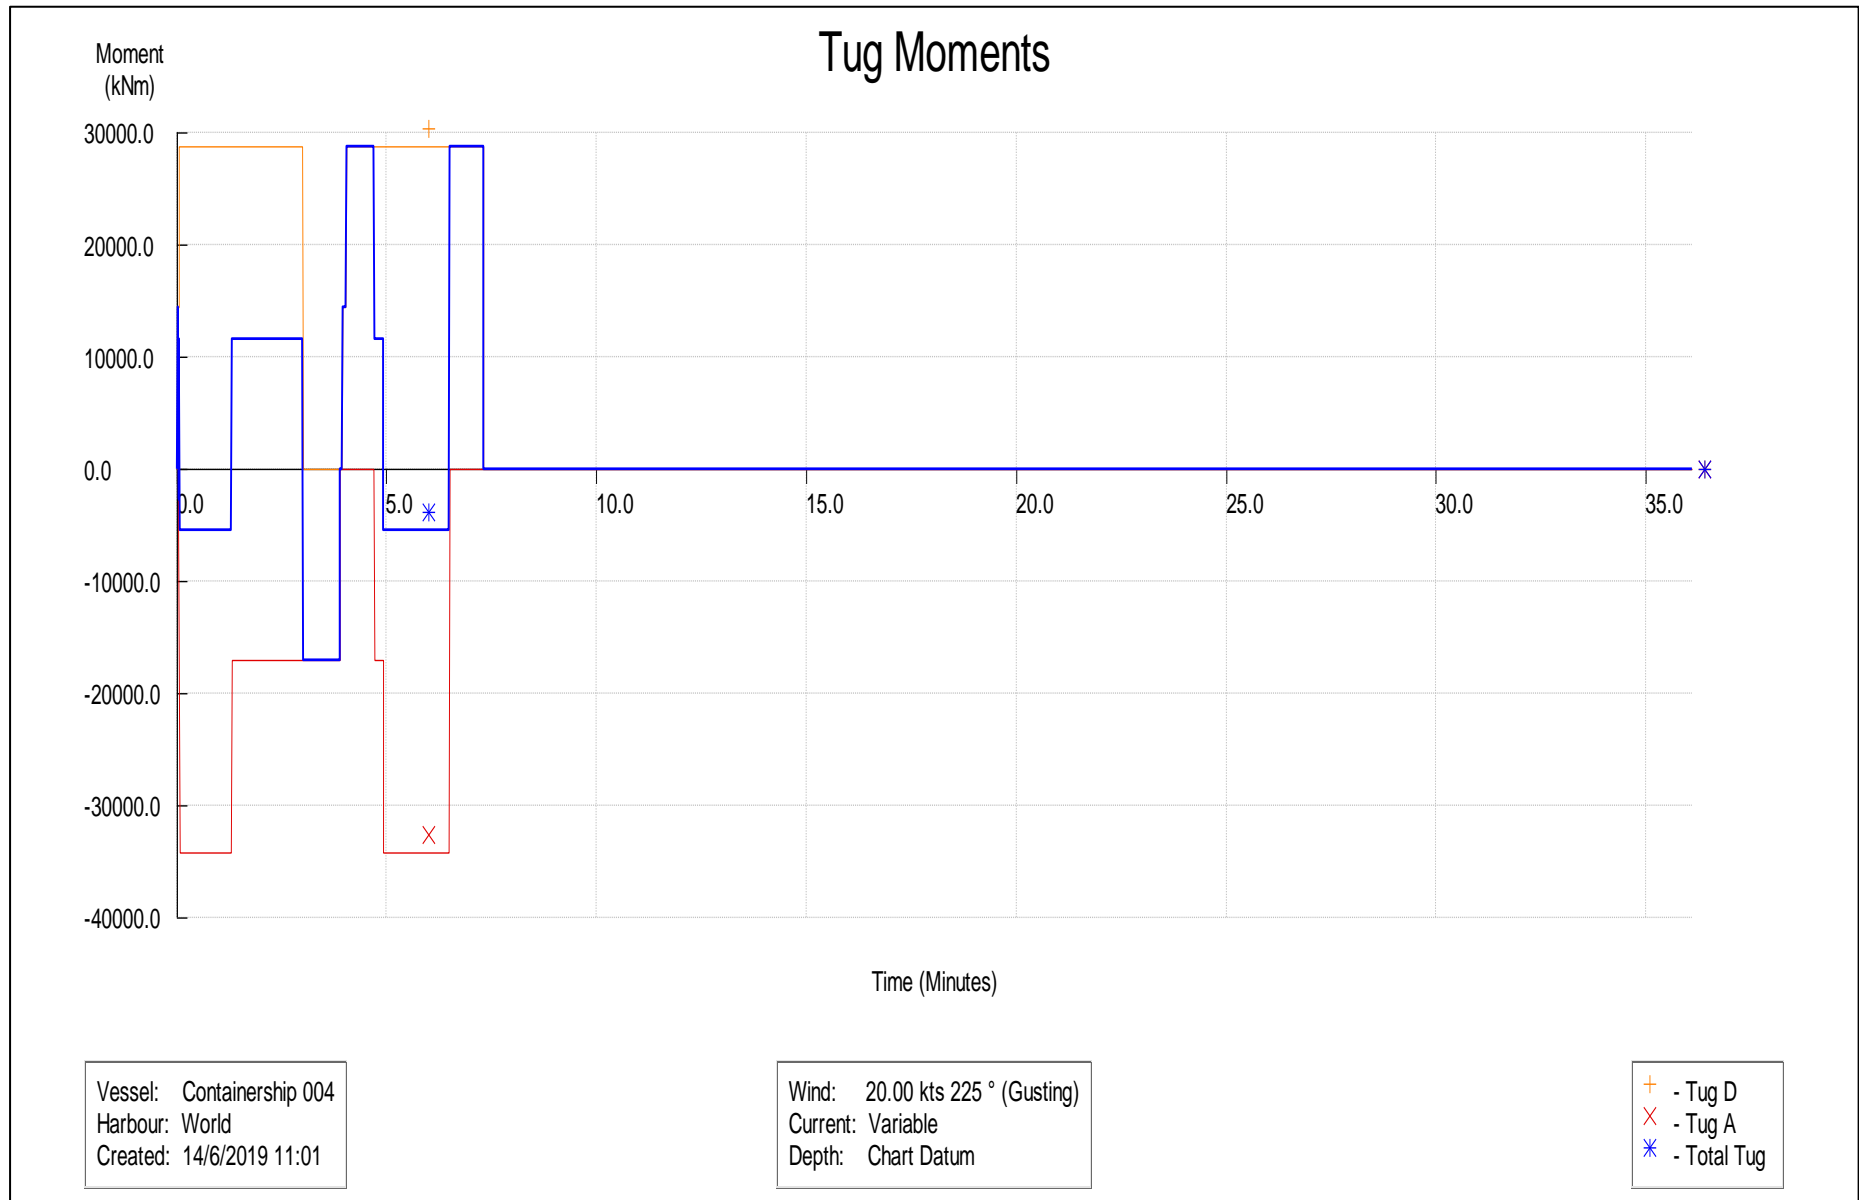 Tug Moments
Moment
(kNm)
30000.0
20000.0
10000.0
0.0
-10000.0
-20000.0
-30000.0
-40000.0
0.0 5.0 10.0 15.0 20.0 25.0 30.0 35.0
Time (Minutes)
Vessel: Containership 004
Harbour: World
Created: 14/6/2019 11:01
Wind: 20.00 kts 225 ° (Gusting)
Current: Variable
Depth: Chart Datum
- Tug D
- Tug A
- Total Tug